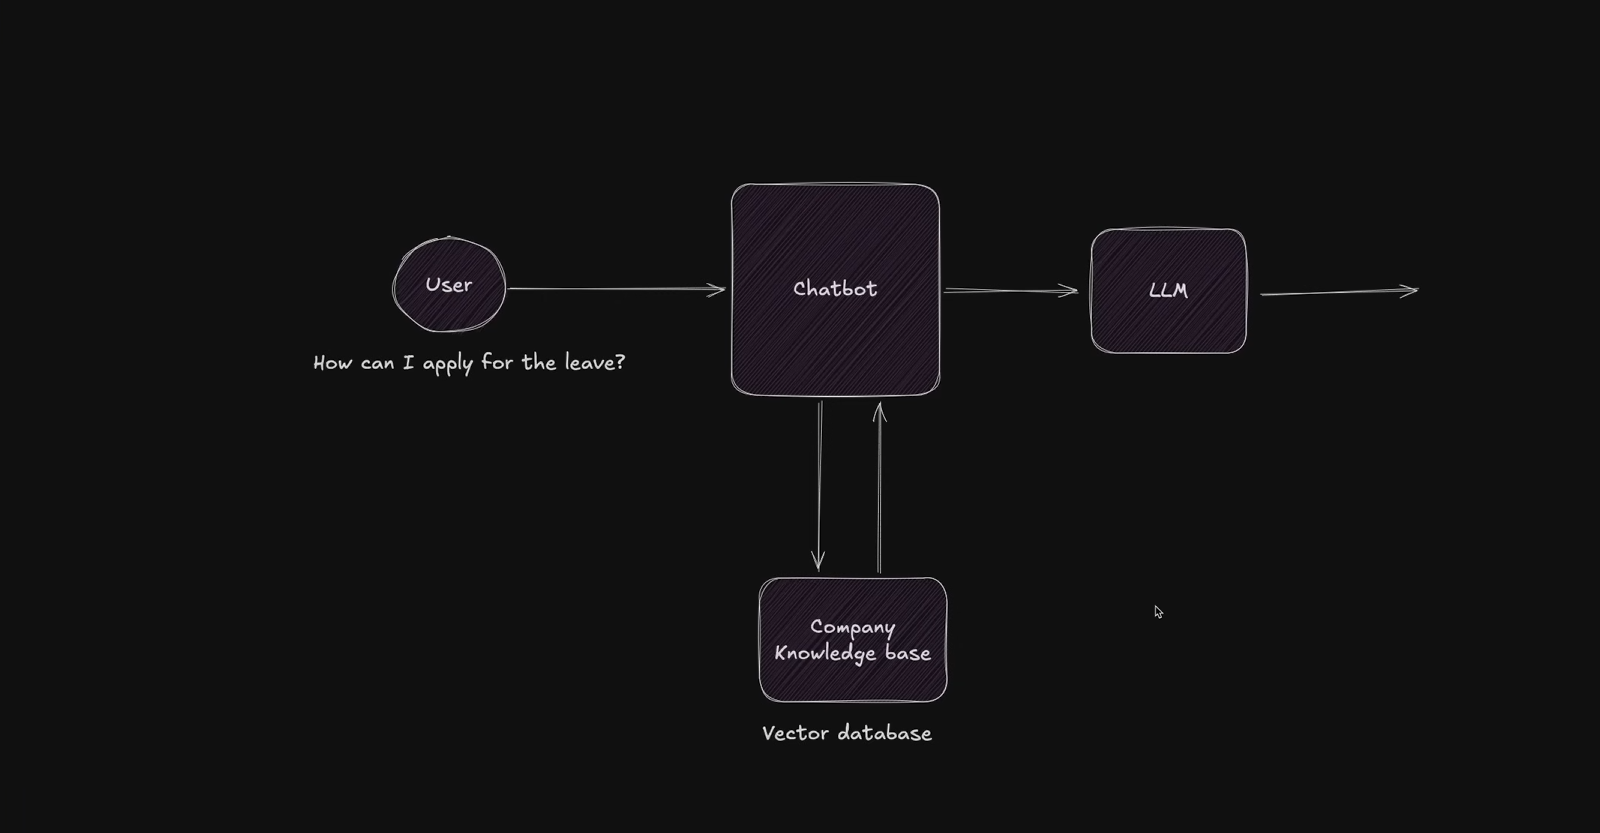 User
How can I apply for the leave?
Chatbot
LLM
Company
Knowledge base
Vector database